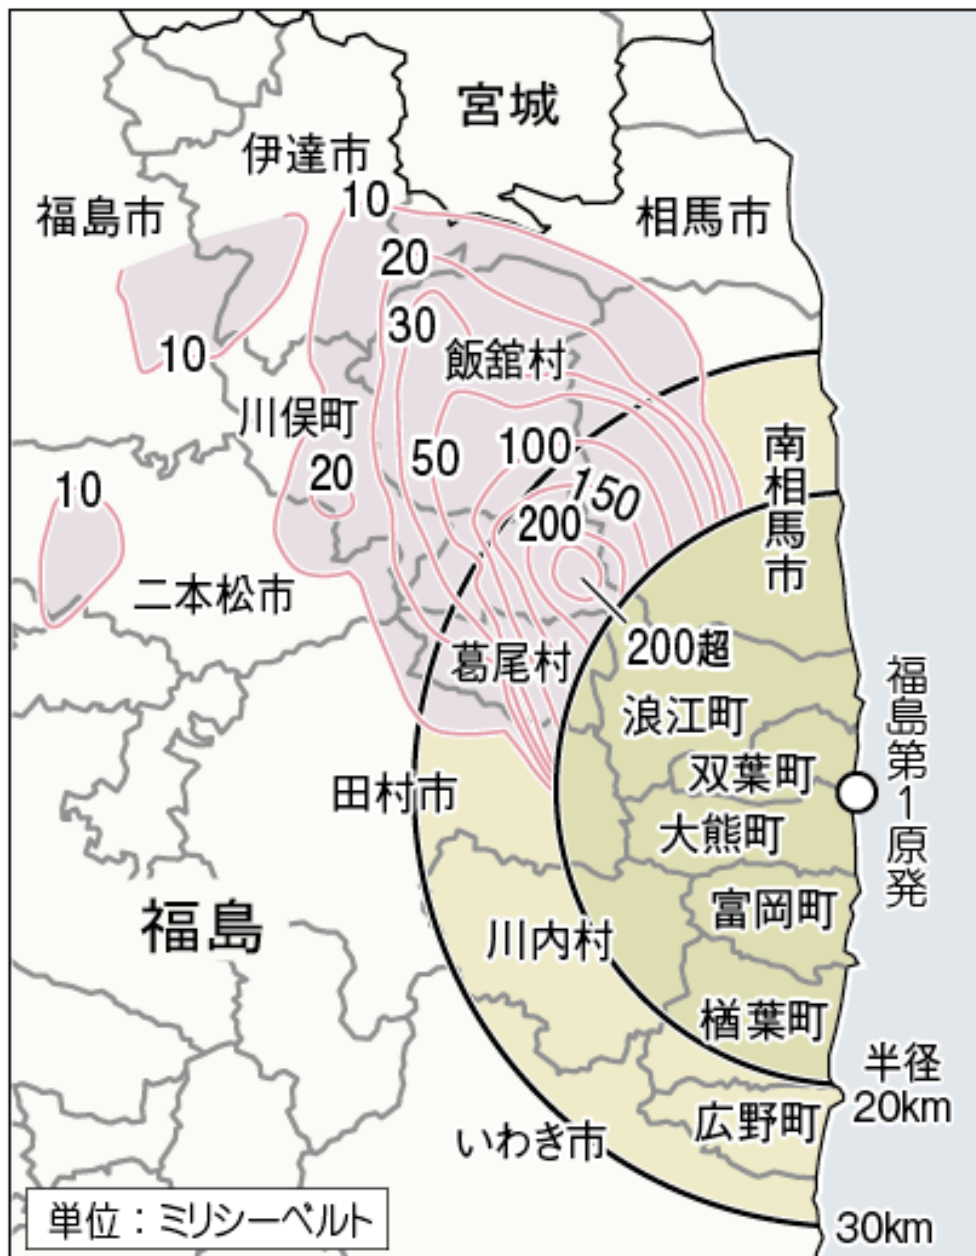 宮城
伊達市
福島市
10
相馬市
20
10
30
飯舘村
川俣町
20
50
100
150
南相馬市
10
200
二本松市
200超
葛尾村
浪江町
福島第1原発
双葉町
田村市
大熊町
富岡町
福島
川内村
楢葉町
半径
20km
広野町
いわき市
単位：ミリシーベルト
30km